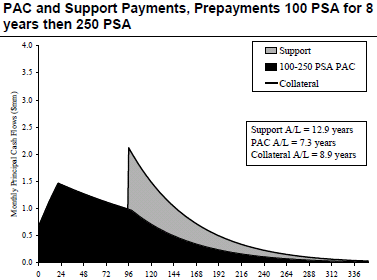 PAC and Support Payments, Prepayments 100 PSA for 8
years then 250 PSA
4.0
3.5
3.0
2.5
2.0
1.5
1.0
0.5
0.0
Monthly Principal Cash Flows ($mm)
Support
100-250 PSA PAC
Collateral
Support A/L = 12.9 years
PAC A/L = 7.3 years
Collateral A/L = 8.9 years
0 24 48 72 96 120 144 168 192 216 240 264 288 312 336